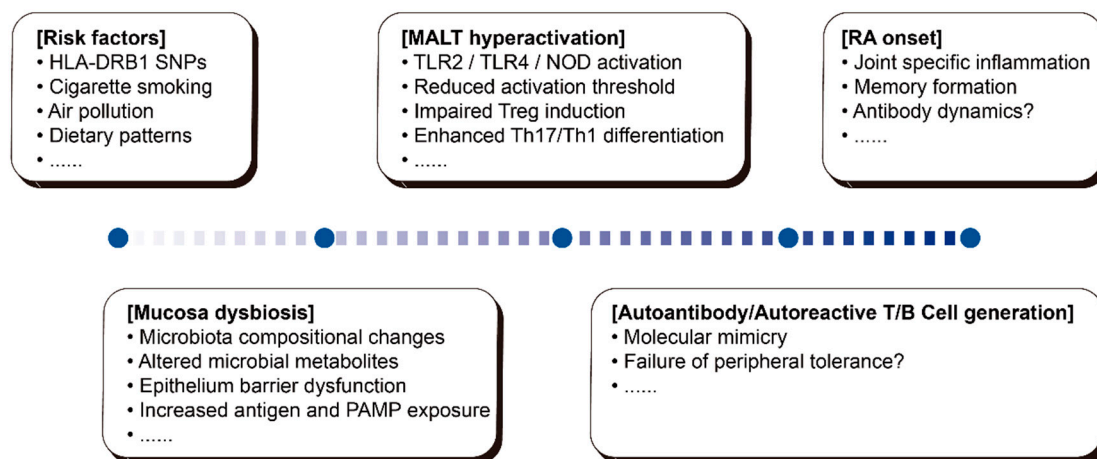 [Risk factors]
• HLA-DRB1 SNPs
• Cigarette smoking
• Air pollution
• Dietary patterns
• ......
[MALT hyperactivation]
• TLR2 / TLR4 / NOD activation
• Reduced activation threshold
• Impaired Treg induction
• Enhanced Th17/Th1 differentiation
• ......
[RA onset]
• Joint specific inflammation
• Memory formation
• Antibody dynamics?
• ......
[Mucosa dysbiosis]
• Microbiota compositional changes
• Altered microbial metabolites
• Epithelium barrier dysfunction
• Increased antigen and PAMP exposure
• ......
[Autoantibody/Autoreactive T/B Cell generation]
• Molecular mimicry
• Failure of peripheral tolerance?
• ......